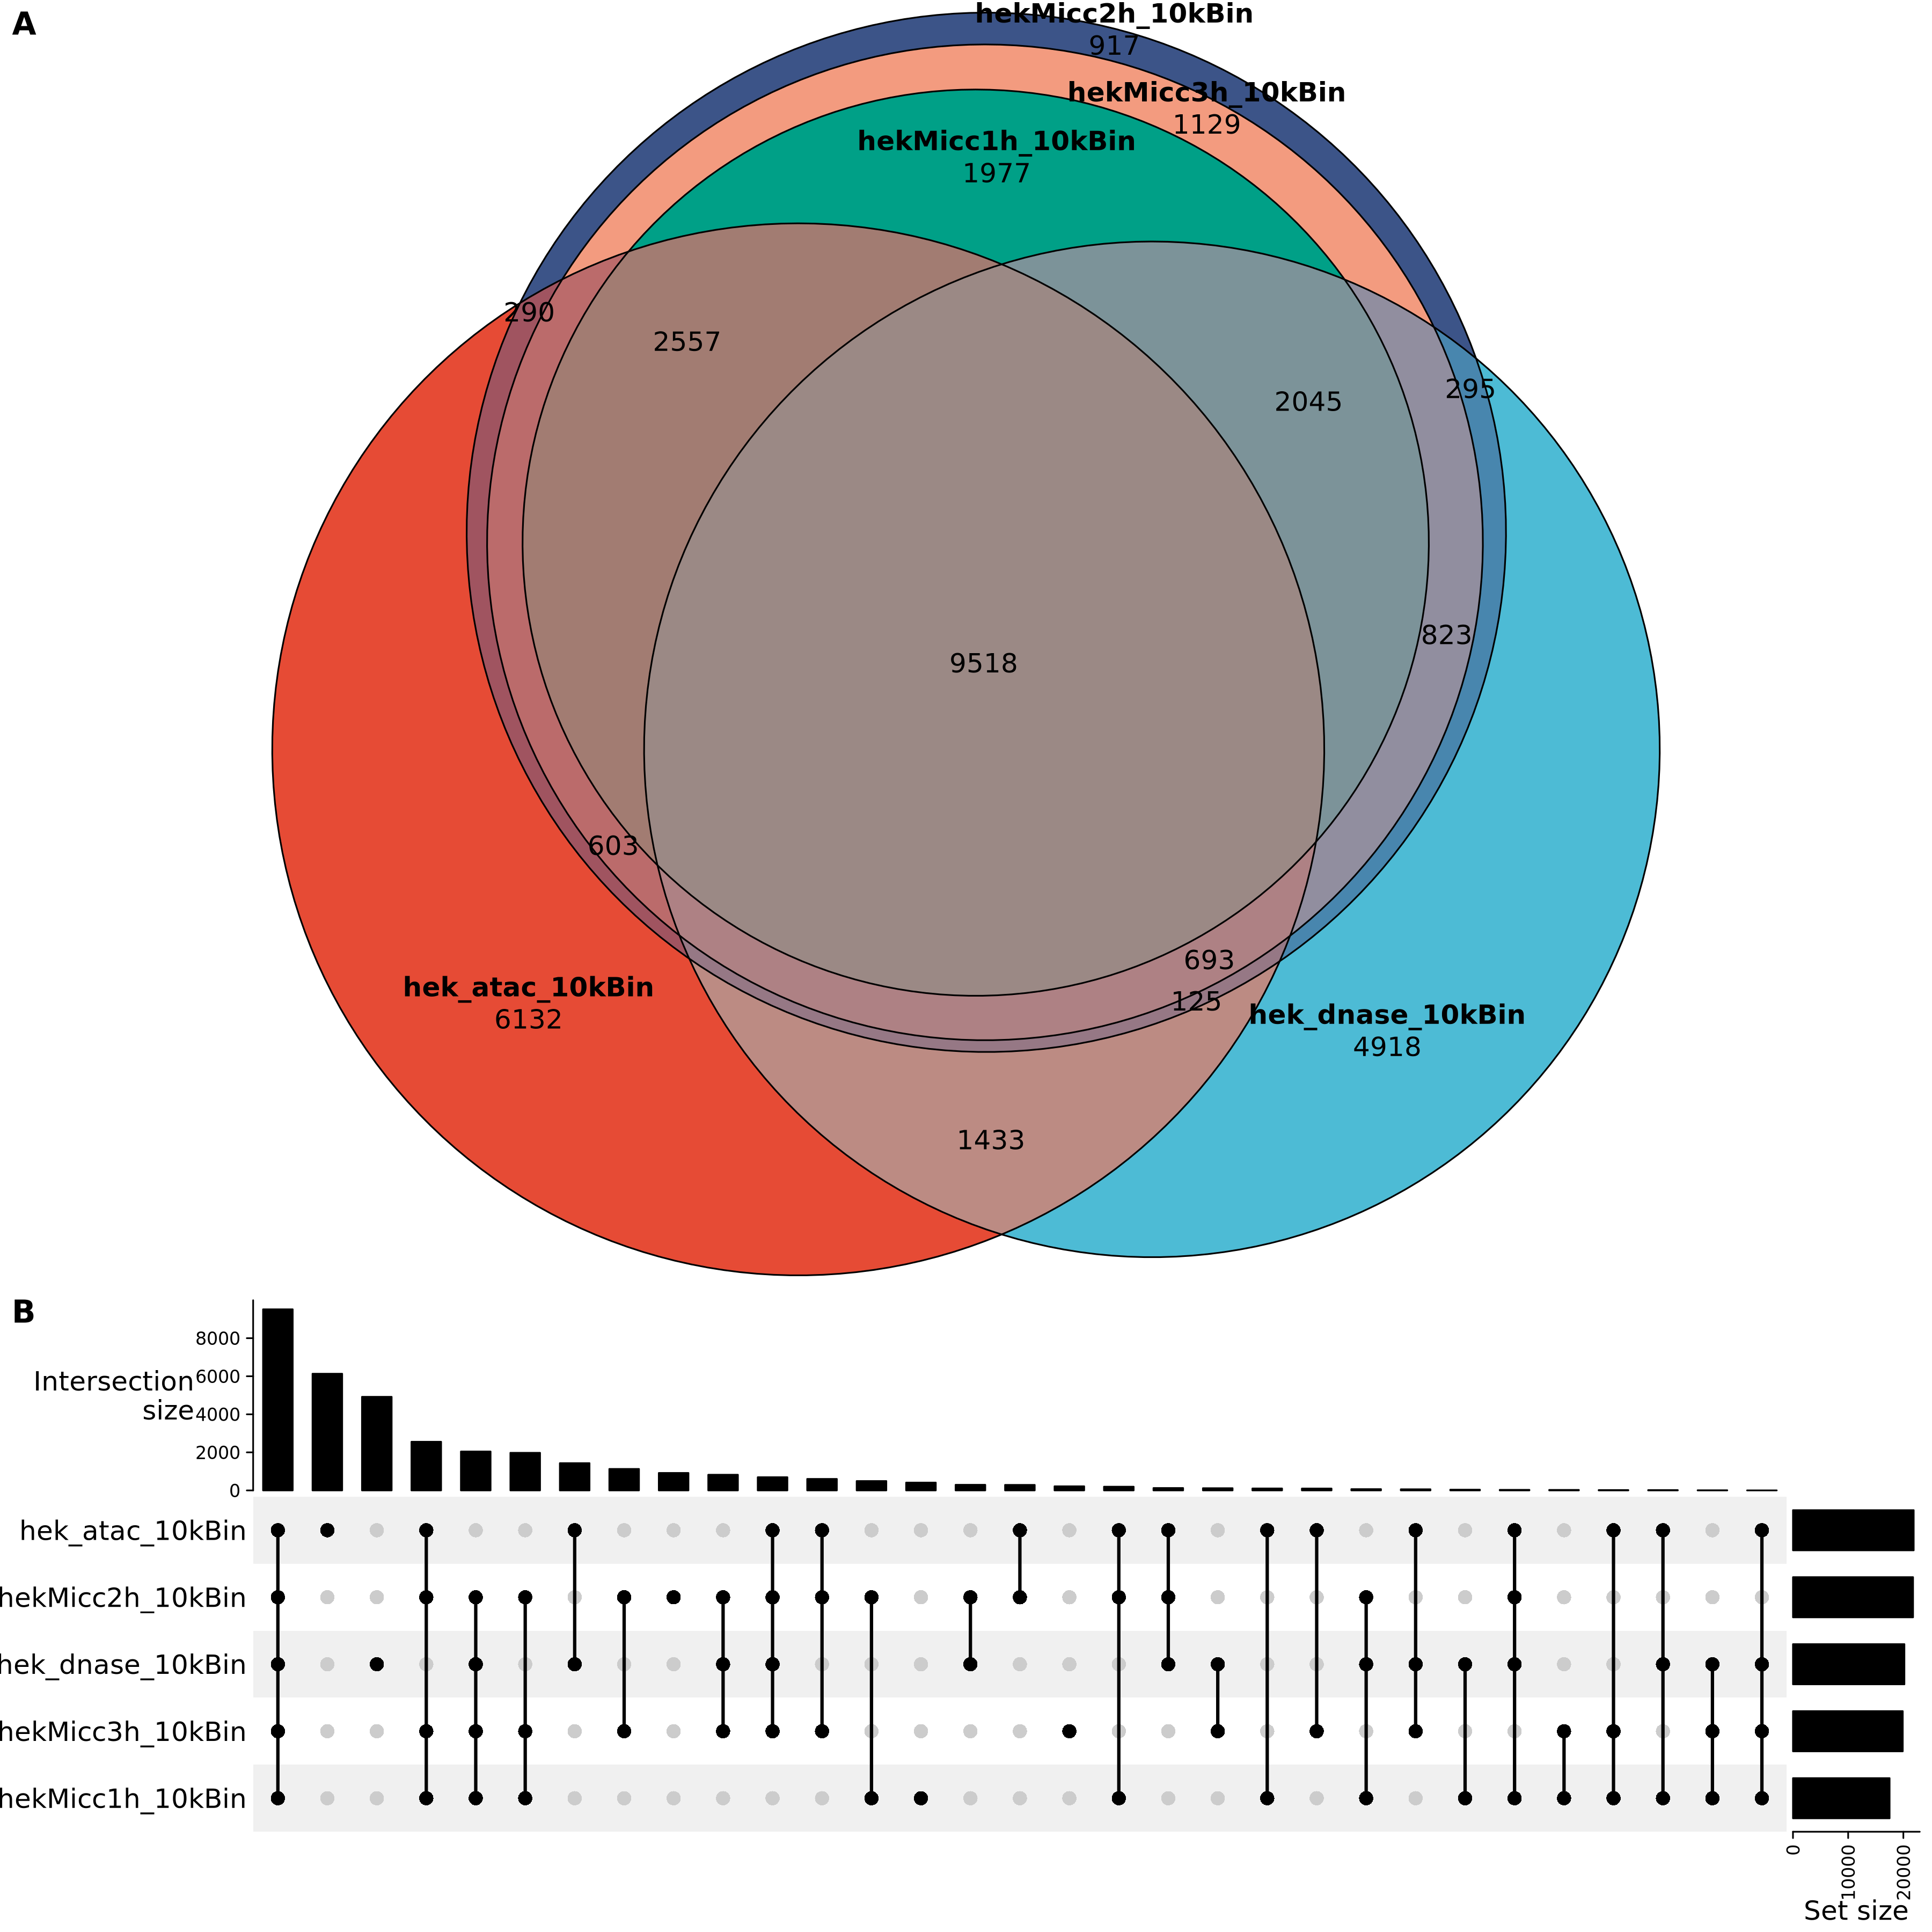 A
hekMicc2h_10kBin
917
hekMicc3h_10kBin
1129
hekMicc1h_10kBin
1977
290
2557
295
2045
823
9518
603
693
hek_atac_10kBin
6132
125
hek_dnase_10kBin
4918
1433
B
8000
6000
4000
2000
0
Intersection
size
hek_atac_10kBin
hekMicc2h_10kBin
hek_dnase_10kBin
hekMicc3h_10kBin
hekMicc1h_10kBin
0
10000
20000
Set size